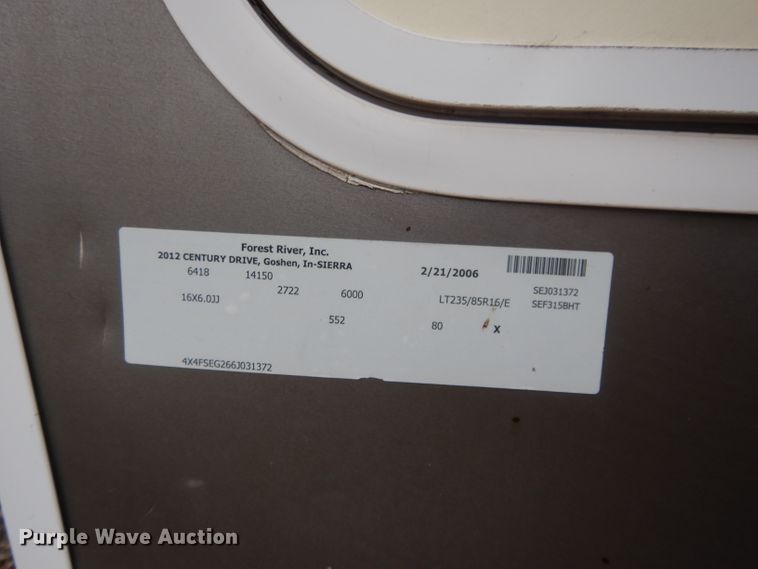 Forest River, Inc.
2012 CENTURY DRIVE, Goshen, In-SIERRA 2/21/2006
6418 14150 SEJ031372
2722 6000 LT235/85R16/E SEF315BHT
16X6.0JJ
552 80 X
4X4FSEG266J031372
Purple Wave Auction